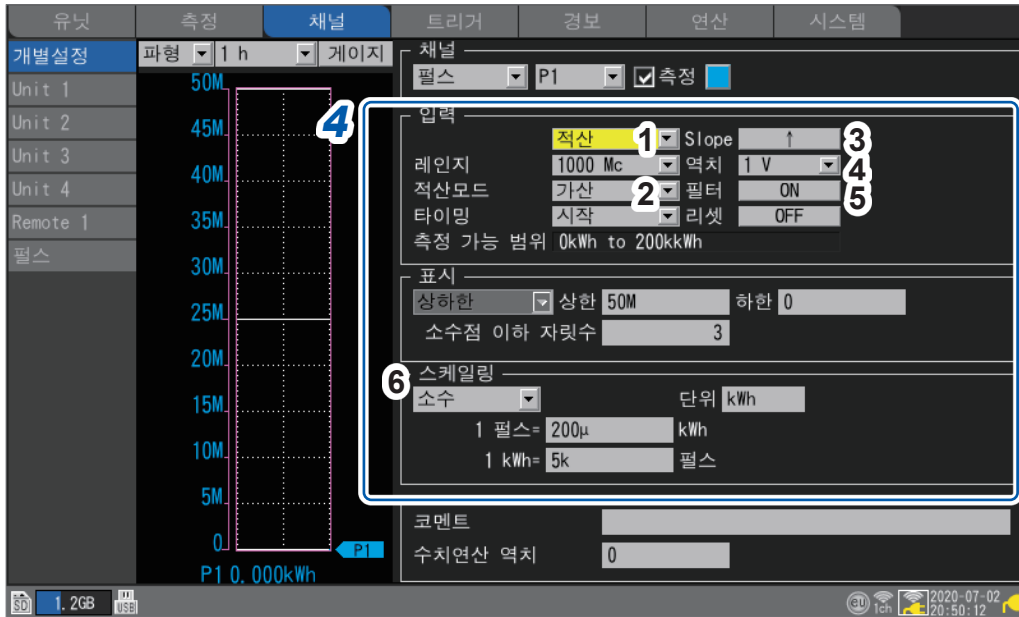 유닛 측정 채널 트리거 경보 연산 시스템
개별설정
Unit 1
Unit 2
Unit 3
Unit 4
Remote 1
펄스
파형 1 h 게이지
50M
45M
40M
35M
30M
25M
20M
15M
10M
5M
0
P1
P1 0.000kWh
채널
펄스 P1 측정
4
입력
적산 1 Slope ↑ 3
레인지 1000 Mc 역치 1 V 4
적산모드 가산 2 필터 ON 5
타이밍 시작 리셋 OFF
측정 가능 범위 0kWh to 200kkWh
표시
상하한 상한 50M 하한 0
소수점 이하 자릿수 3
6 스케일링
소수 단위 kWh
1 펄스= 200μ kWh
1 kWh= 5k 펄스
코멘트
수치연산 역치 0
SD 1.2GB USB
eu 1ch 2020-07-02
20:50:12